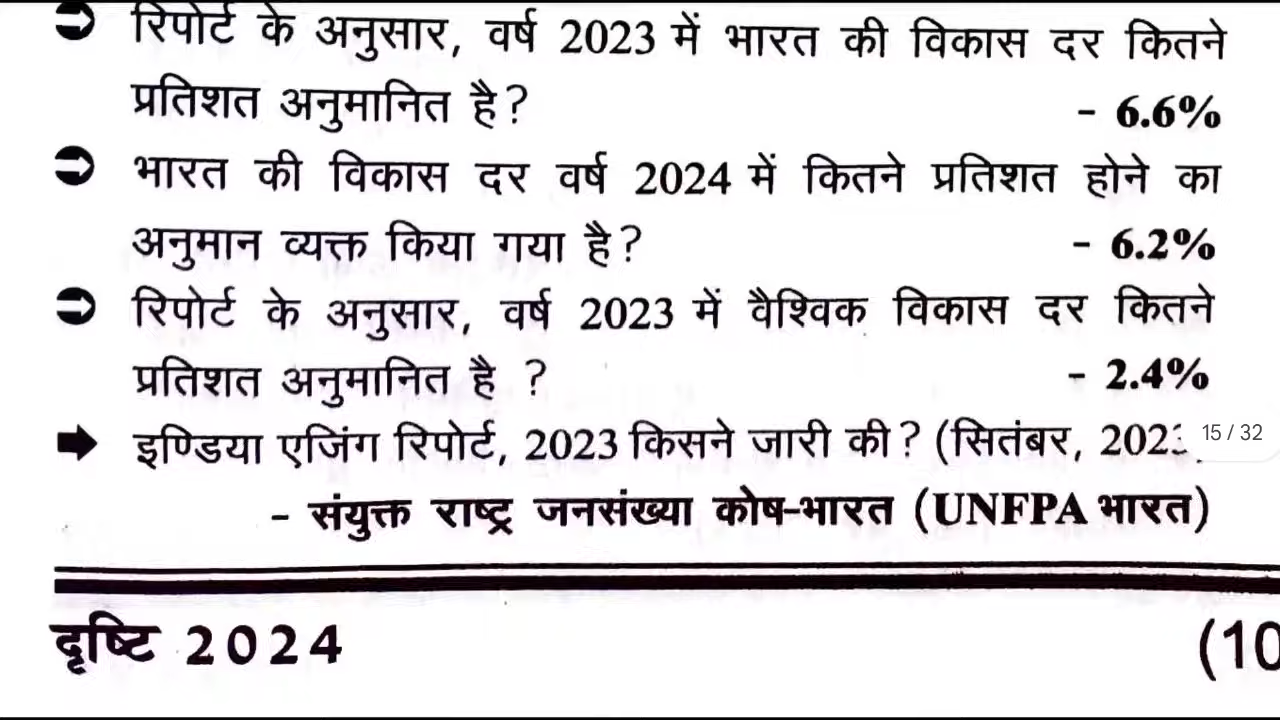 ➲ रिपोर्ट के अनुसार, वर्ष 2023 में भारत की विकास दर कितने
प्रतिशत अनुमानित है? - 6.6%
➲ भारत की विकास दर वर्ष 2024 में कितने प्रतिशत होने का
अनुमान व्यक्त किया गया है? - 6.2%
➲ रिपोर्ट के अनुसार, वर्ष 2023 में वैश्विक विकास दर कितने
प्रतिशत अनुमानित है ? - 2.4%
➡ इण्डिया एजिंग रिपोर्ट, 2023 किसने जारी की? (सितंबर, 202
15 / 32
- संयुक्त राष्ट्र जनसंख्या कोष-भारत (UNFPA भारत)
दृष्टि 2024 (10